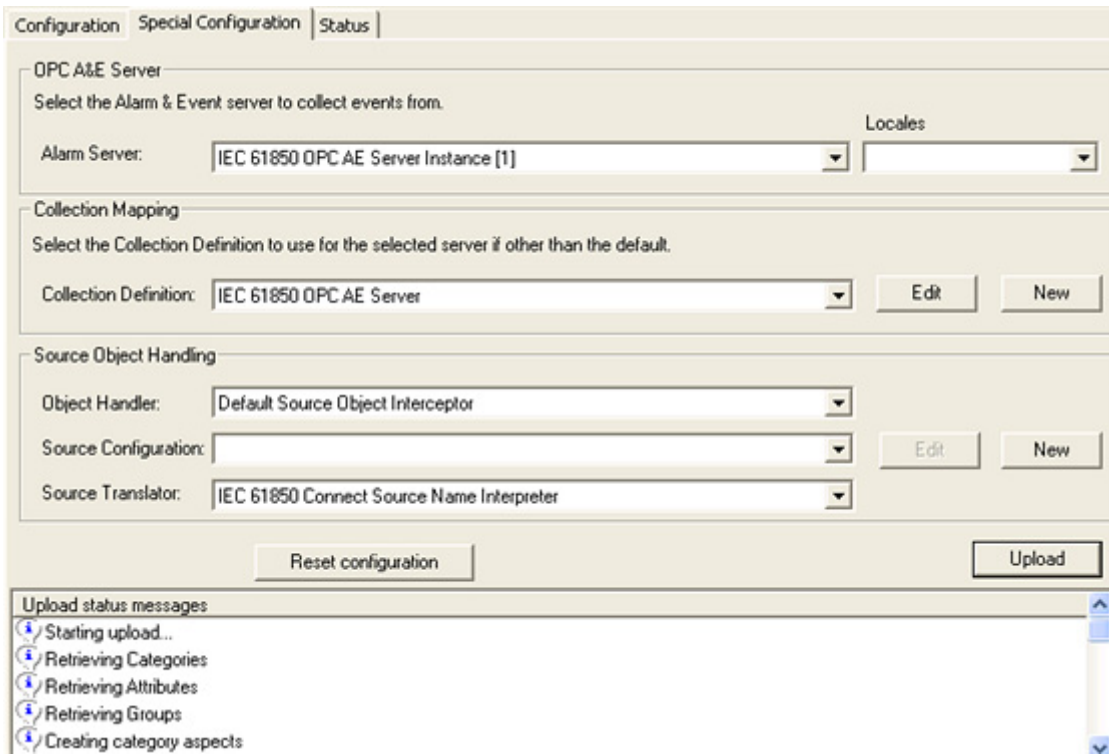 Configuration Special Configuration Status
OPC A&E Server
Select the Alarm & Event server to collect events from.
Locales
Alarm Server: IEC 61850 OPC AE Server Instance [1]
Collection Mapping
Select the Collection Definition to use for the selected server if other than the default.
Collection Definition: IEC 61850 OPC AE Server Edit New
Source Object Handling
Object Handler: Default Source Object Interceptor
Source Configuration: Edit New
Source Translator: IEC 61850 Connect Source Name Interpreter
Reset configuration Upload
Upload status messages
Starting upload...
Retrieving Categories
Retrieving Attributes
Retrieving Groups
Creating category aspects